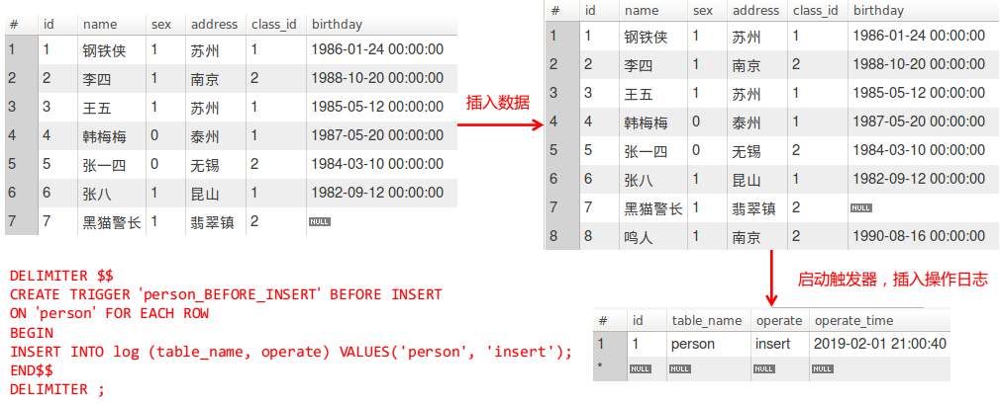 # id name sex address class_id birthday
1 1 钢铁侠 1 苏州 1 1986-01-24 00:00:00
2 2 李四 1 南京 2 1988-10-20 00:00:00
3 3 王五 1 苏州 1 1985-05-12 00:00:00
4 4 韩梅梅 0 泰州 1 1987-05-20 00:00:00
5 5 张一四 0 无锡 2 1984-03-10 00:00:00
6 6 张八 1 昆山 1 1982-09-12 00:00:00
7 7 黑猫警长 1 翡翠镇 2 NULL
插入数据
# id name sex address class_id birthday
1 1 钢铁侠 1 苏州 1 1986-01-24 00:00:00
2 2 李四 1 南京 2 1988-10-20 00:00:00
3 3 王五 1 苏州 1 1985-05-12 00:00:00
4 4 韩梅梅 0 泰州 1 1987-05-20 00:00:00
5 5 张一四 0 无锡 2 1984-03-10 00:00:00
6 6 张八 1 昆山 1 1982-09-12 00:00:00
7 7 黑猫警长 1 翡翠镇 2 NULL
8 8 鸣人 1 南京 2 1990-08-16 00:00:00
DELIMITER $$
CREATE TRIGGER 'person_BEFORE_INSERT' BEFORE INSERT
ON 'person' FOR EACH ROW
BEGIN
INSERT INTO log (table_name, operate) VALUES('person', 'insert');
END$$
DELIMITER ;
启动触发器，插入操作日志
# id table_name operate operate_time
1 1 person insert 2019-02-01 21:00:40
* NULL NULL NULL NULL